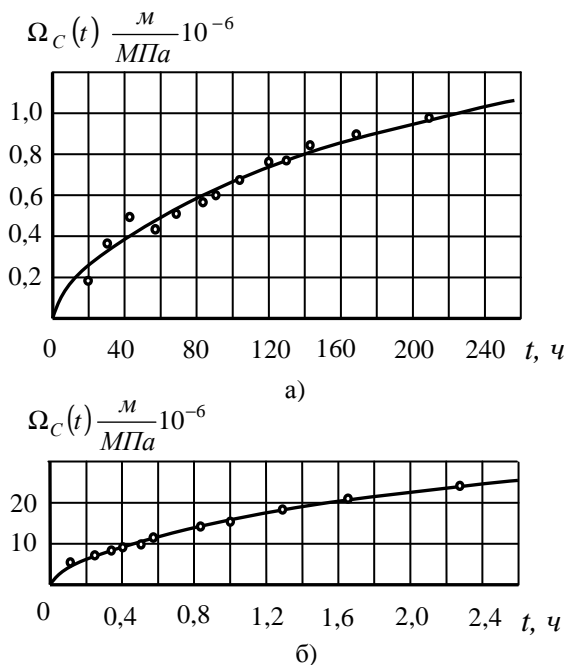 Ω_C(t) м/МПа 10⁻⁶
1,0
0,8
0,6
0,4
0,2
0 40 80 120 160 200 240 t, ч
а)
Ω_C(t) м/МПа 10⁻⁶
20
10
0 0,4 0,8 1,2 1,6 2,0 2,4 t, ч
б)